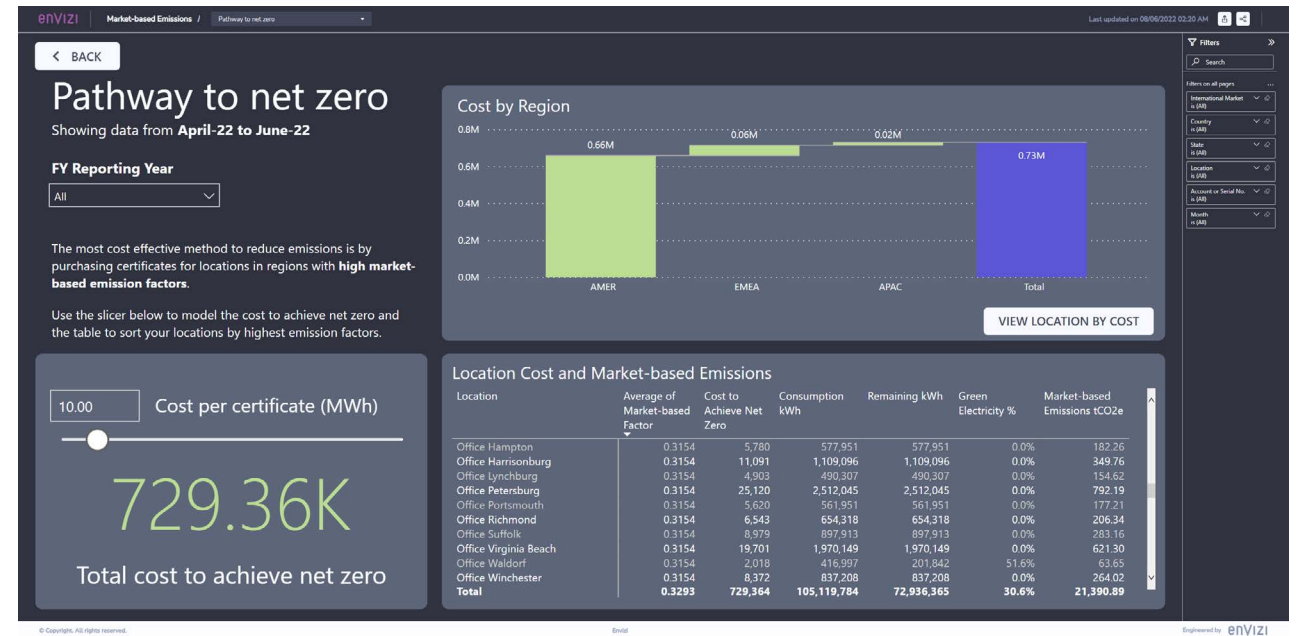 enVIZI
Market-based Emissions /
Pathway to net zero
Last updated on 08/06/2022 02:20 AM
BACK
Pathway to net zero
Showing data from April-22 to June-22
FY Reporting Year
All
The most cost effective method to reduce emissions is by
purchasing certificates for locations in regions with high market-
based emission factors.
Use the slicer below to model the cost to achieve net zero and
the table to sort your locations by highest emission factors.
10.00 Cost per certificate (MWh)
729.36K
Total cost to achieve net zero
Cost by Region
0.8M
0.6M
0.4M
0.2M
0.0M
0.66M
0.06M
0.02M
0.73M
AMER
EMEA
APAC
Total
VIEW LOCATION BY COST
Location Cost and Market-based Emissions
Location
Average of
Market-based
Factor
Cost to
Achieve Net
Zero
Consumption
kWh
Remaining kWh
Green
Electricity %
Market-based
Emissions tCO2e
Office Hampton 0.3154 5,780 577,951 577,951 0.0% 182.26
Office Harrisonburg 0.3154 11,091 1,109,096 1,109,096 0.0% 349.76
Office Lynchburg 0.3154 4,903 490,307 490,307 0.0% 154.62
Office Petersburg 0.3154 25,120 2,512,045 2,512,045 0.0% 792.19
Office Portsmouth 0.3154 5,620 561,951 561,951 0.0% 177.21
Office Richmond 0.3154 6,543 654,318 654,318 0.0% 206.34
Office Suffolk 0.3154 8,979 897,913 897,913 0.0% 283.16
Office Virginia Beach 0.3154 19,701 1,970,149 1,970,149 0.0% 621.30
Office Waldorf 0.3154 2,018 416,997 201,842 51.6% 63.65
Office Winchester 0.3154 8,372 837,208 837,208 0.0% 264.02
Total 0.3293 729,364 105,119,784 72,936,365 30.6% 21,390.89
Filters
Search
Filters on all pages
International Market
is (All)
Country
is (All)
State
is (All)
Location
is (All)
Account or Serial No.
is (All)
Month
is (All)
© Copyright, All rights reserved.
Envizi
Engineered by enVIZI